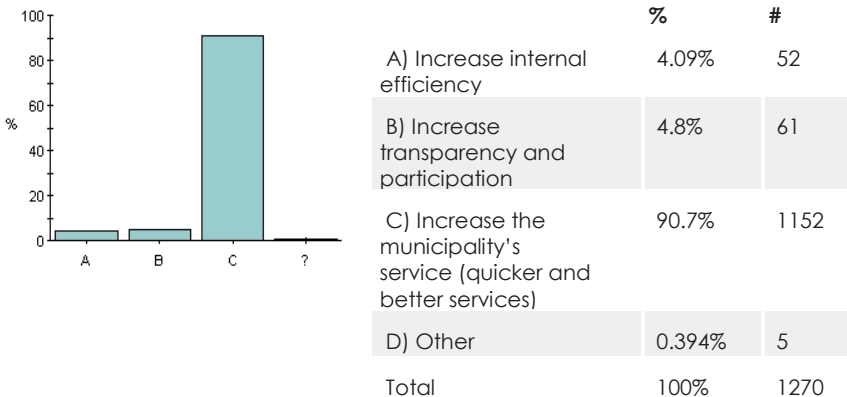 100
80
60
40
20
0
%
A B C ?
% #
A) Increase internal 4.09% 52
efficiency
B) Increase 4.8% 61
transparency and
participation
C) Increase the 90.7% 1152
municipality's
service (quicker and
better services)
D) Other 0.394% 5
Total 100% 1270